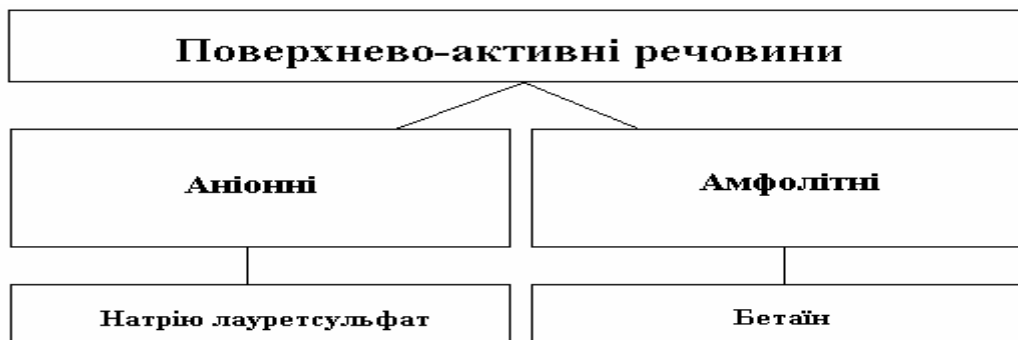 Поверхнево-активні речовини
Аніонні
Амфолітні
Натрію лауретсульфат
Бетаїн